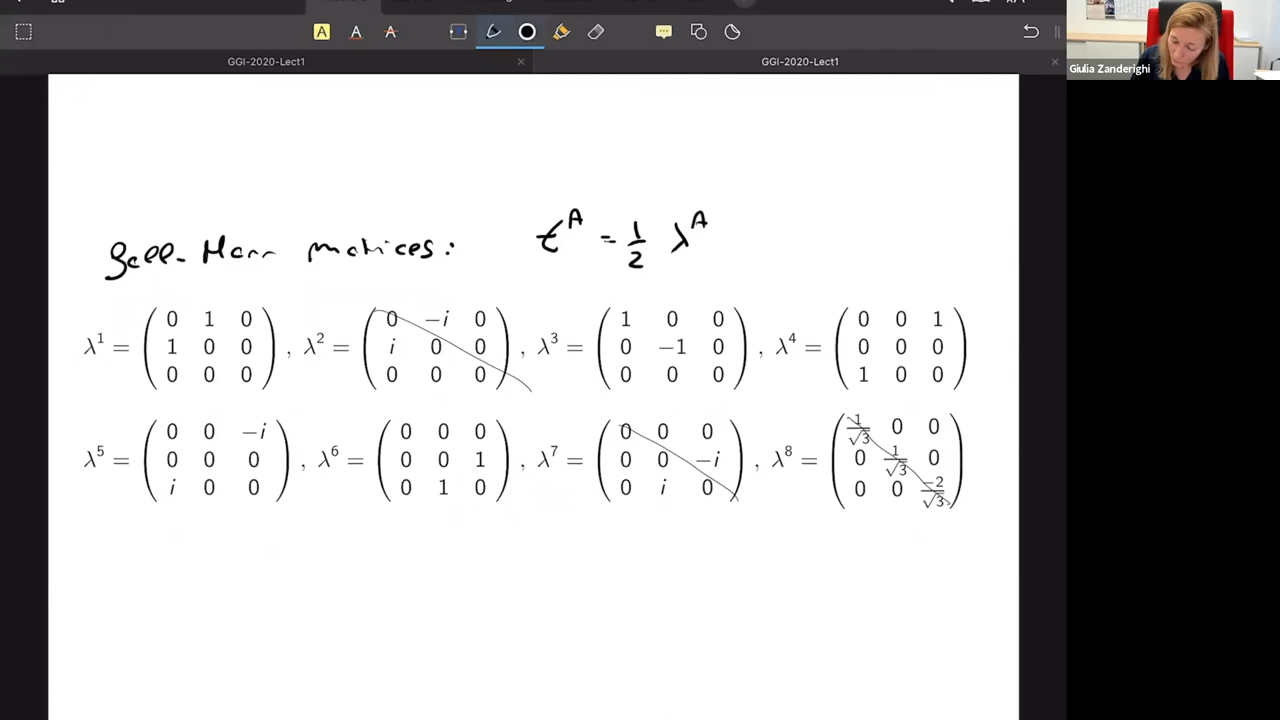 A A A
GGI-2020-Lect1 × GGI-2020-Lect1 ×
Giulia Zanderighi
Gell-Mann matrices: t^A = 1/2 λ^A
λ^1 = ( 0 1 0 ; 1 0 0 ; 0 0 0 ) , λ^2 = ( 0 −i 0 ; i 0 0 ; 0 0 0 ) , λ^3 = ( 1 0 0 ; 0 −1 0 ; 0 0 0 ) , λ^4 = ( 0 0 1 ; 0 0 0 ; 1 0 0 )
λ^5 = ( 0 0 −i ; 0 0 0 ; i 0 0 ) , λ^6 = ( 0 0 0 ; 0 0 1 ; 0 1 0 ) , λ^7 = ( 0 0 0 ; 0 0 −i ; 0 i 0 ) , λ^8 = ( 1/√3 0 0 ; 0 1/√3 0 ; 0 0 −2/√3 )